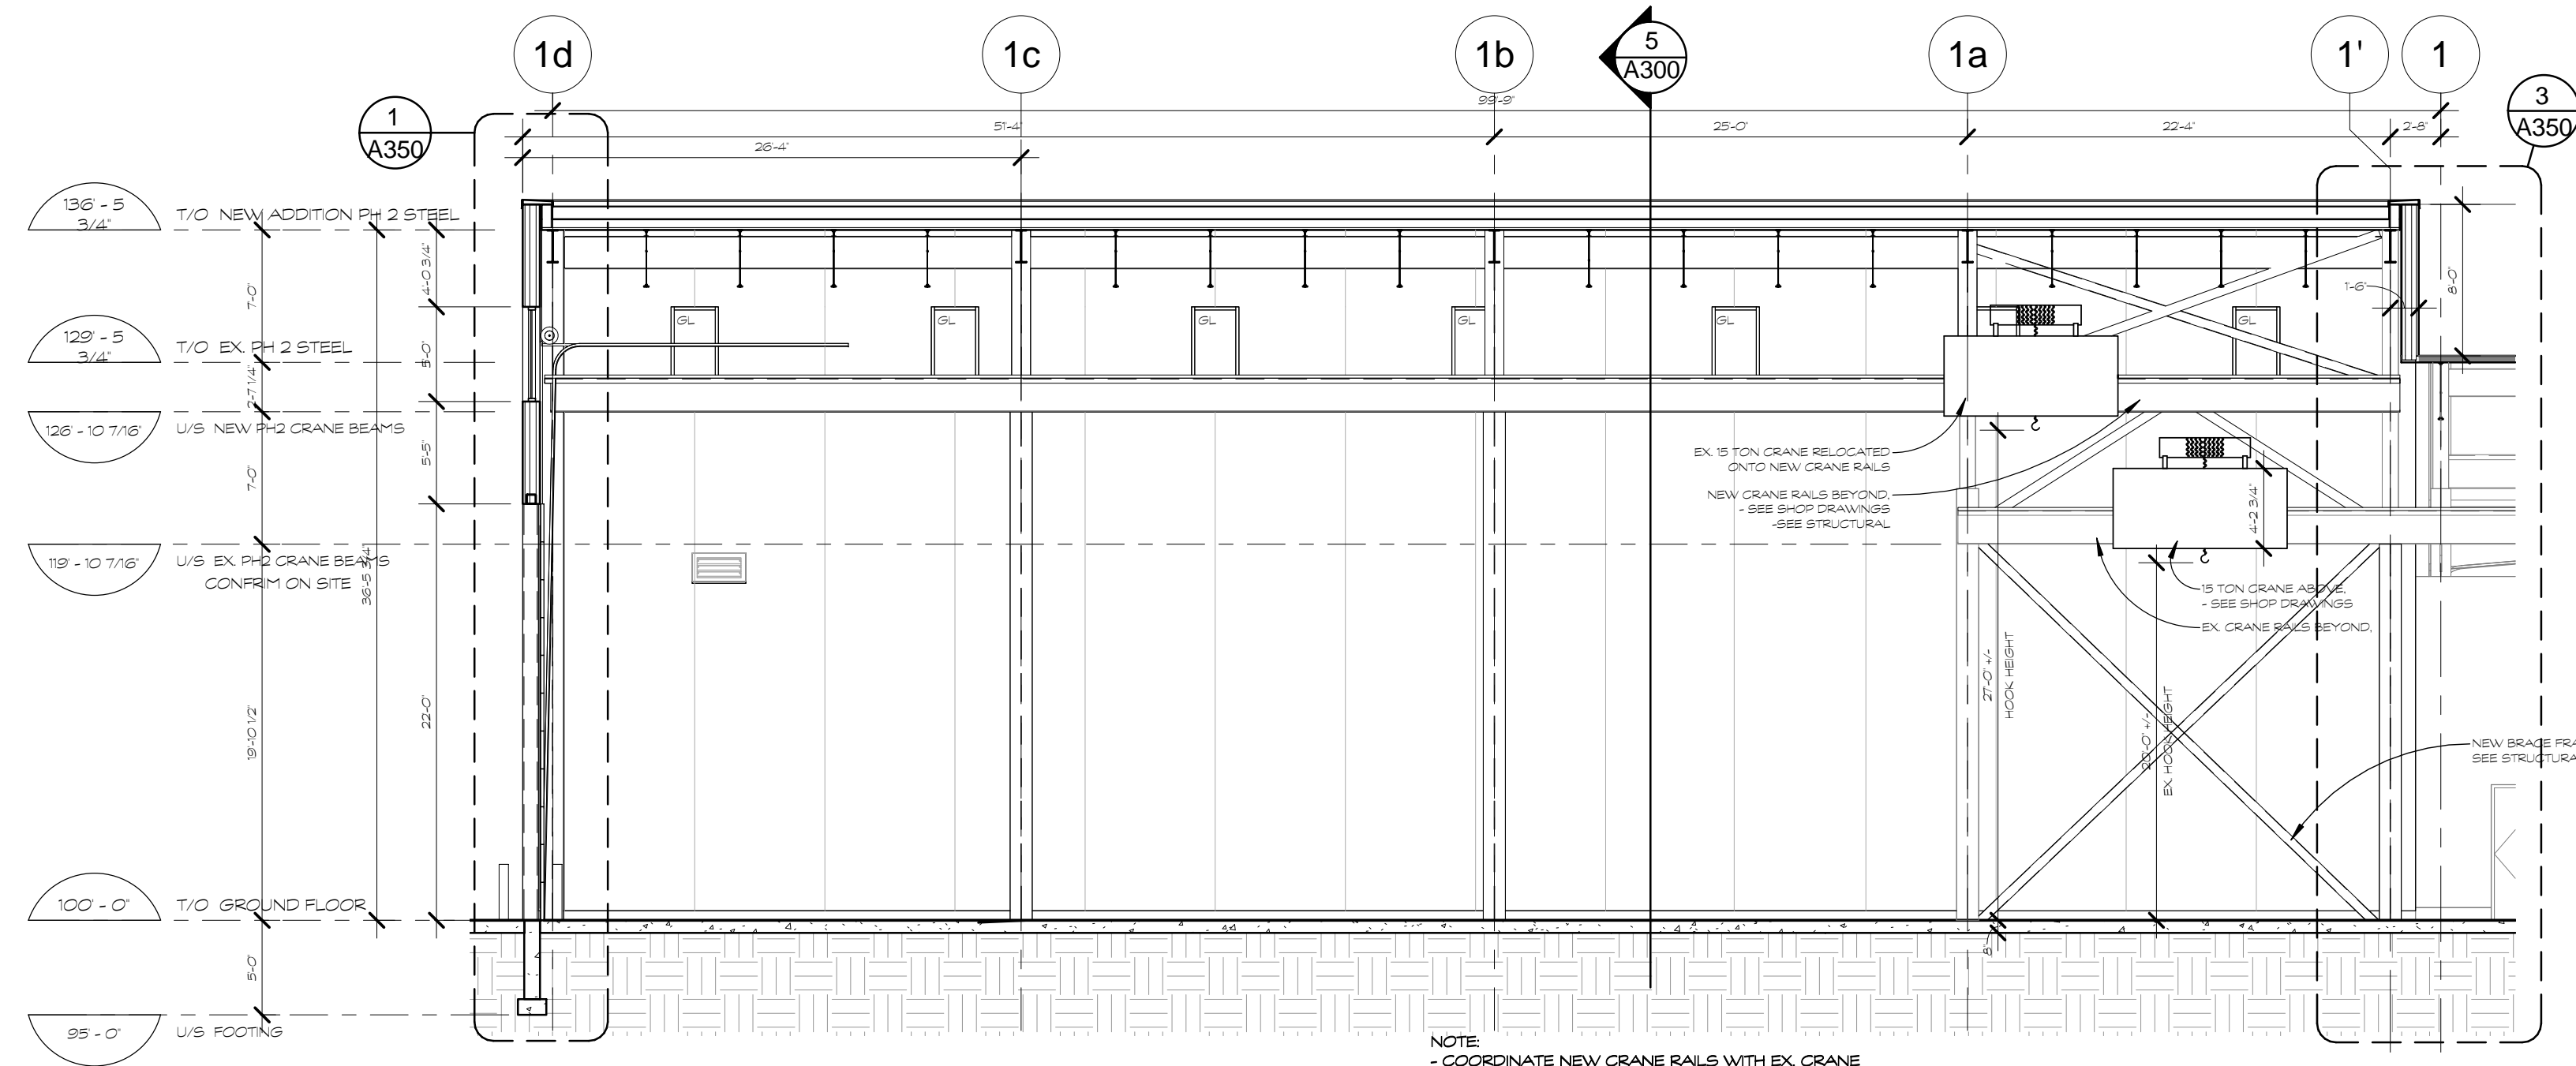 1d
1c
1b
5
A300
1a
1'
1
1
A350
3
A350
99'-9"
51'-4"
25'-0"
22'-4"
2'-8"
26'-4"
136' - 5
3/4"
T/O NEW ADDITION PH 2 STEEL
129' - 5
3/4"
T/O EX. PH 2 STEEL
126' - 10 7/16"
U/S NEW PH2 CRANE BEAMS
119' - 10 7/16"
U/S EX. PH2 CRANE BEAMS
CONFRIM ON SITE
100' - 0"
T/O GROUND FLOOR
95' - 0"
U/S FOOTING
7'-0"
2'-7 1/4"
7'-0"
19'-10 1/2"
5'-0"
36'-5 3/4"
4'-0 3/4"
5'-0"
5'-5"
22'-0"
GL
GL
GL
GL
GL
GL
1'-6"
8'-0"
EX. 15 TON CRANE RELOCATED
ONTO NEW CRANE RAILS
NEW CRANE RAILS BEYOND,
- SEE SHOP DRAWINGS
-SEE STRUCTURAL
4'-2 3/4"
15 TON CRANE ABOVE,
- SEE SHOP DRAWINGS
EX. CRANE RAILS BEYOND,
27'-0" +/-
HOOK HEIGHT
20'-0" +/-
EX. HOOK HEIGHT
NEW BRACE FRA
SEE STRUCTURA
8"
NOTE:
- COORDINATE NEW CRANE RAILS WITH EX. CRANE